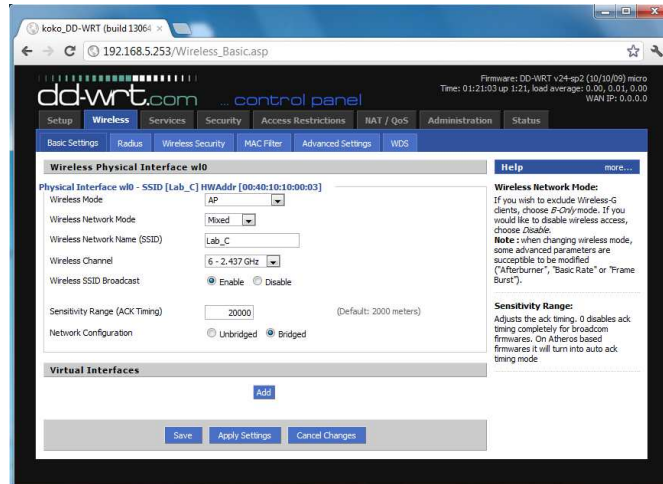 koko_DD-WRT (build 13064
192.168.5.253/Wireless_Basic.asp
Firmware: DD-WRT v24-sp2 (10/10/09) micro
Time: 01:21:03 up 1:21, load average: 0.00, 0.01, 0.00
WAN IP: 0.0.0.0
dd-wrt.com ... control panel
Setup Wireless Services Security Access Restrictions NAT / QoS Administration Status
Basic Settings Radius Wireless Security MAC Filter Advanced Settings WDS
Wireless Physical Interface wl0
Physical Interface wl0 - SSID [Lab_C] HWAddr [00:40:10:10:00:03]
Wireless Mode AP
Wireless Network Mode Mixed
Wireless Network Name (SSID) Lab_C
Wireless Channel 6 - 2.437 GHz
Wireless SSID Broadcast Enable Disable
Sensitivity Range (ACK Timing) 20000 (Default: 2000 meters)
Network Configuration Unbridged Bridged
Virtual Interfaces
Add
Save Apply Settings Cancel Changes
Help more...
Wireless Network Mode:
If you wish to exclude Wireless-G
clients, choose B-Only mode. If you
would like to disable wireless access,
choose Disable.
Note : when changing wireless mode,
some advanced parameters are
succeptible to be modified
("Afterburner", "Basic Rate" or "Frame
Burst").
Sensitivity Range:
Adjusts the ack timing. 0 disables ack
timing completely for broadcom
firmwares. On Atheros based
firmwares it will turn into auto ack
timing mode